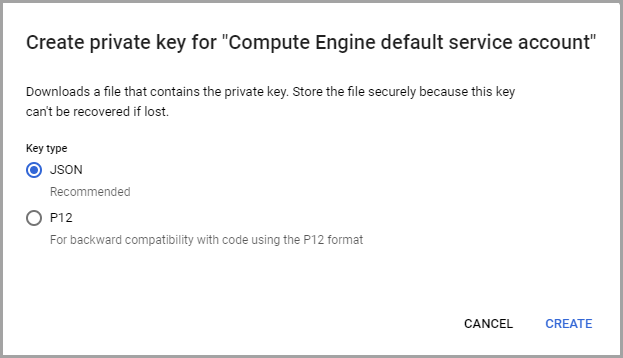 Create private key for "Compute Engine default service account"
Downloads a file that contains the private key. Store the file securely because this key
can't be recovered if lost.
Key type
JSON
Recommended
P12
For backward compatibility with code using the P12 format
CANCEL CREATE